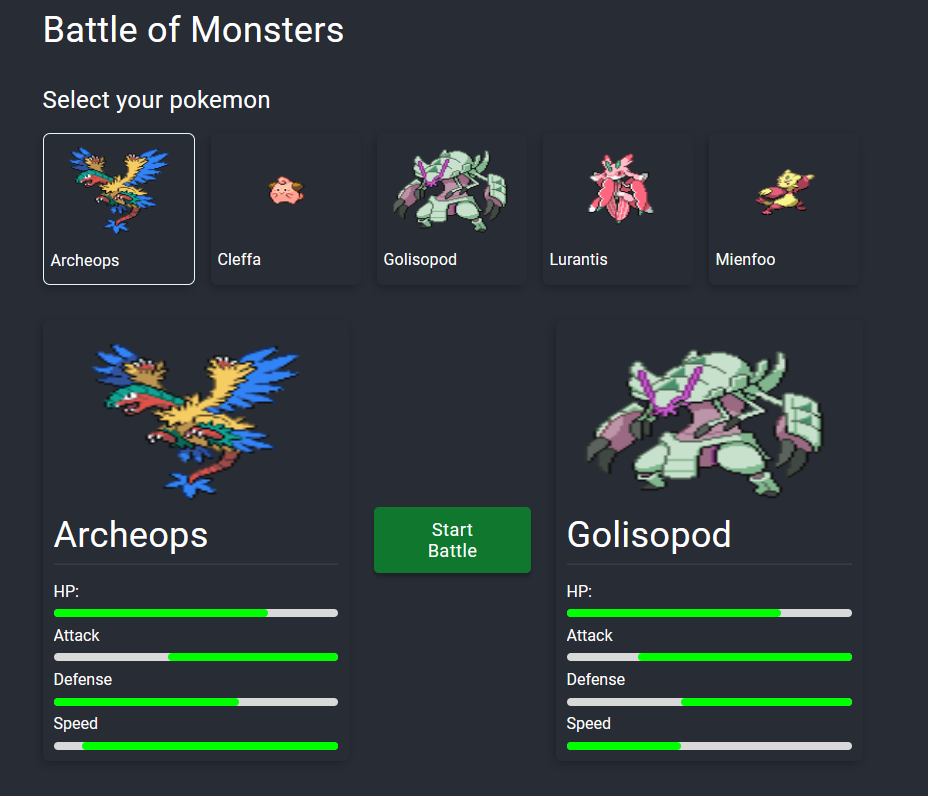 Battle of Monsters
Select your pokemon
Archeops
Cleffa
Golisopod
Lurantis
Mienfoo
Archeops
HP:
Attack
Defense
Speed
Start
Battle
Golisopod
HP:
Attack
Defense
Speed